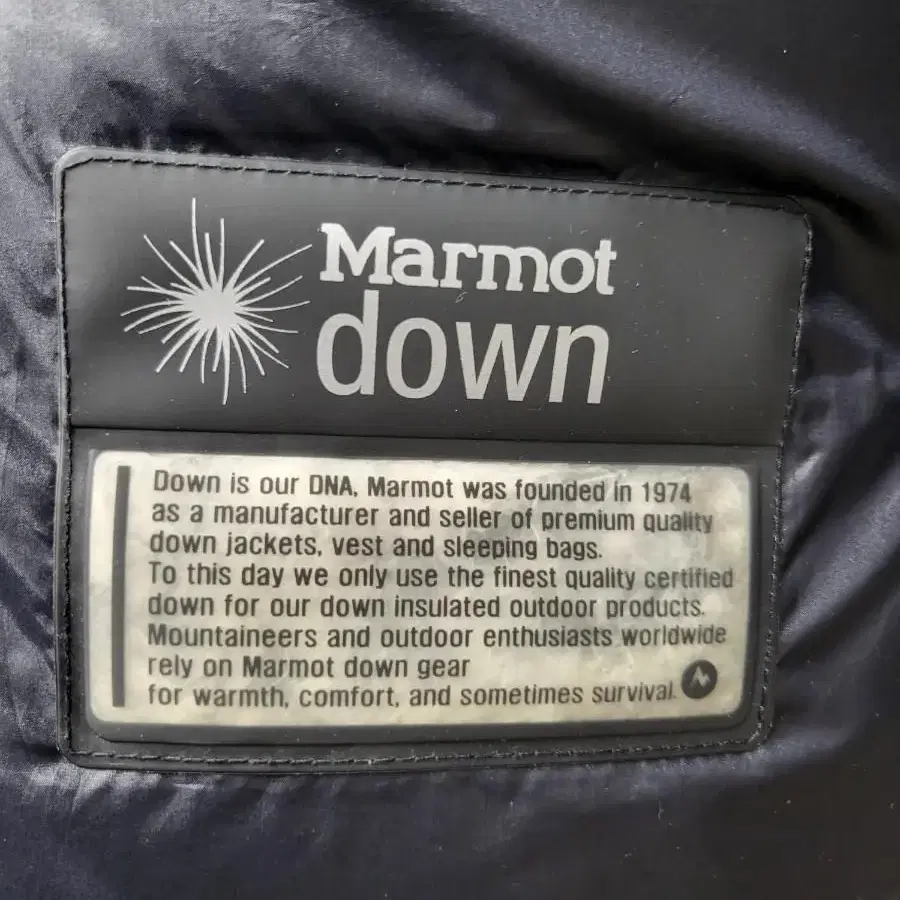 Marmot
down
Down is our DNA. Marmot was founded in 1974
as a manufacturer and seller of premium quality
down jackets, vest and sleeping bags.
To this day we only use the finest quality certified
down for our down insulated outdoor products.
Mountaineers and outdoor enthusiasts worldwide
rely on Marmot down gear
for warmth, comfort, and sometimes survival.